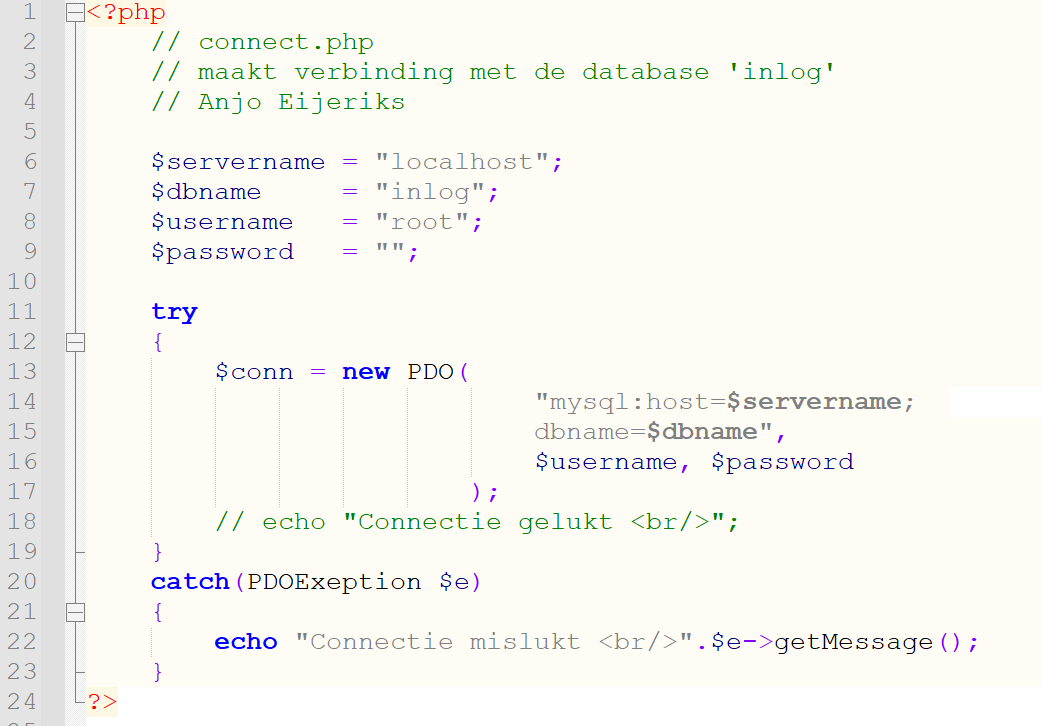 1 <?php
2 // connect.php
3 // maakt verbinding met de database 'inlog'
4 // Anjo Eijeriks
5
6 $servername = "localhost";
7 $dbname = "inlog";
8 $username = "root";
9 $password = "";
10
11 try
12 {
13 $conn = new PDO(
14 "mysql:host=$servername;
15 dbname=$dbname",
16 $username, $password
17 );
18 // echo "Connectie gelukt <br/>";
19 }
20 catch(PDOExeption $e)
21 {
22 echo "Connectie mislukt <br/>".$e->getMessage();
23 }
24 ?>